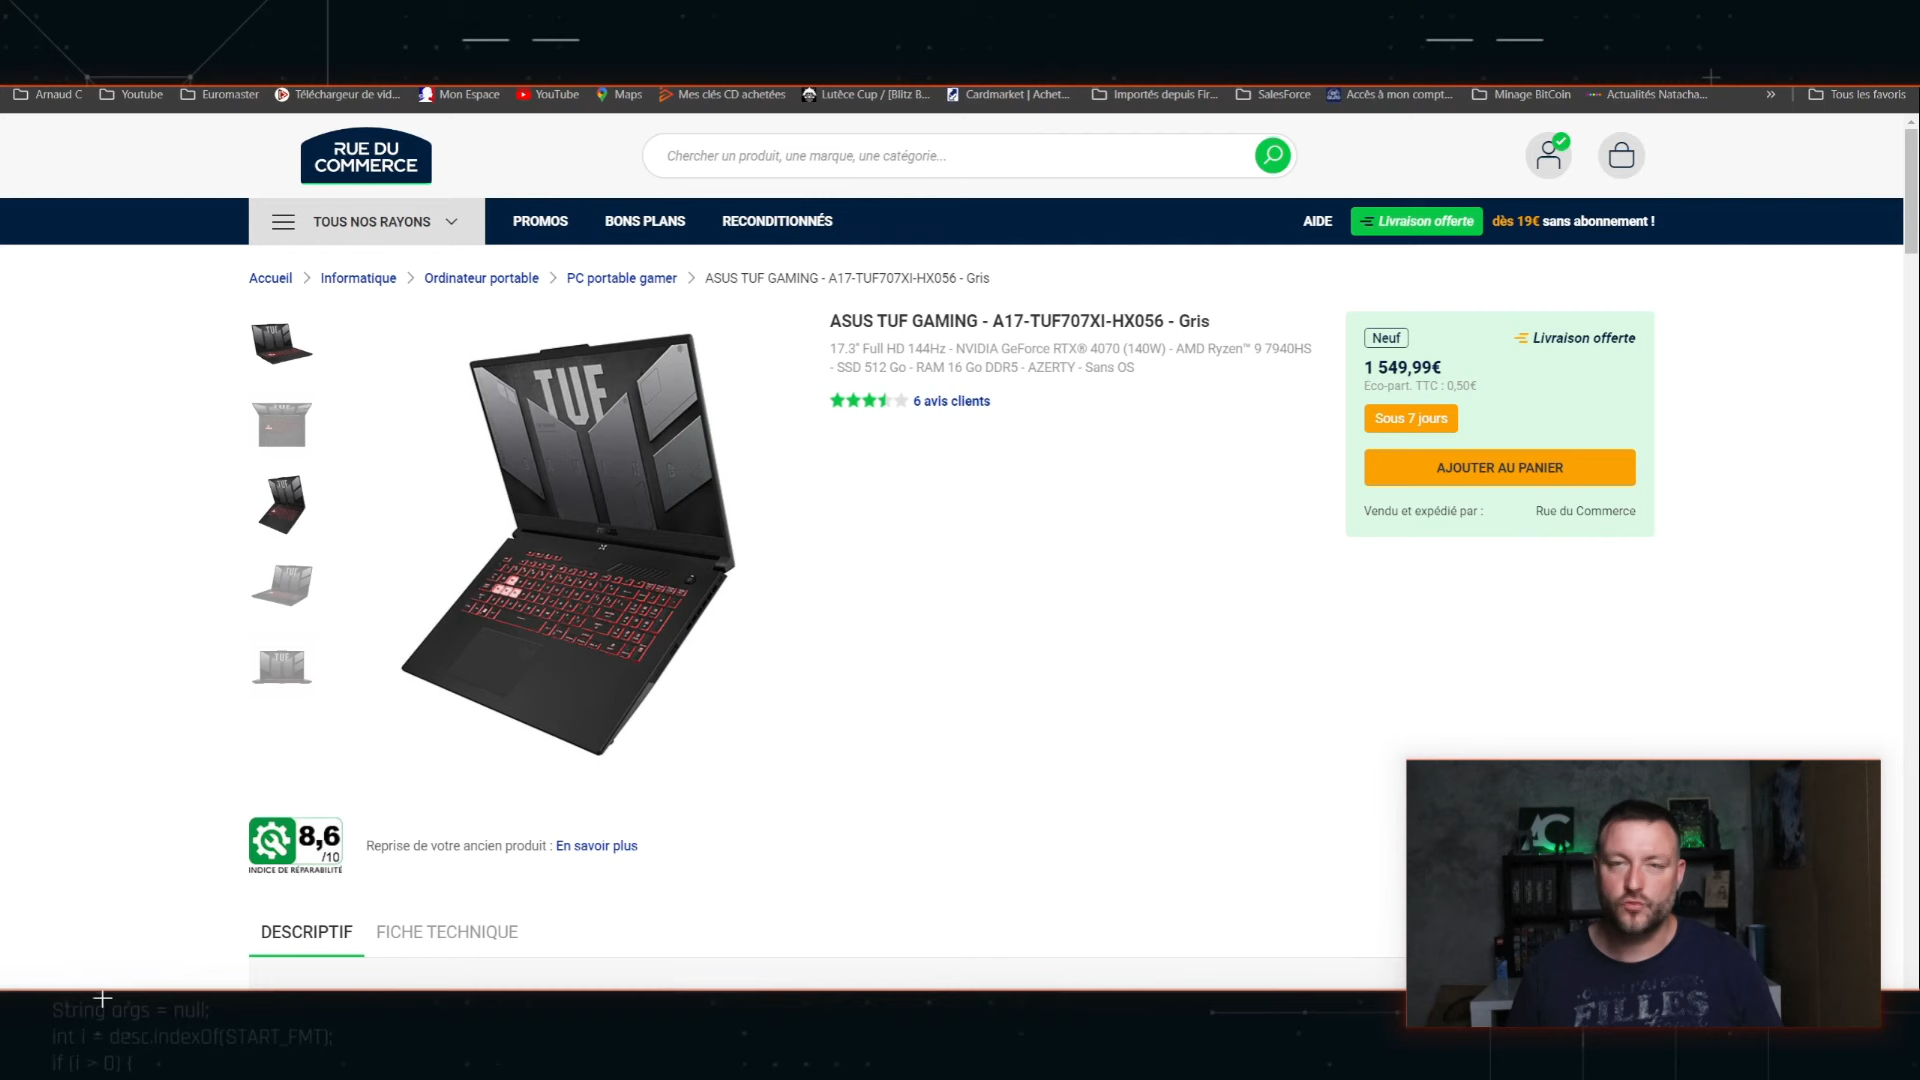 Arnaud C
Youtube
Euromaster
Téléchargeur de vid...
Mon Espace
YouTube
Maps
Mes clés CD achetées
Lutèce Cup / [Blitz B...
Cardmarket | Achet...
Importés depuis Fir...
SalesForce
Accès à mon compt...
Minage BitCoin
Actualités Natacha...
»
Tous les favoris
RUE DU
COMMERCE
Chercher un produit, une marque, une catégorie...
TOUS NOS RAYONS
PROMOS
BONS PLANS
RECONDITIONNÉS
AIDE
Livraison offerte
dès 19€ sans abonnement !
Accueil > Informatique > Ordinateur portable > PC portable gamer > ASUS TUF GAMING - A17-TUF707XI-HX056 - Gris
TUF
ASUS TUF GAMING - A17-TUF707XI-HX056 - Gris
17.3" Full HD 144Hz - NVIDIA GeForce RTX® 4070 (140W) - AMD Ryzen™ 9 7940HS
- SSD 512 Go - RAM 16 Go DDR5 - AZERTY - Sans OS
6 avis clients
Neuf
Livraison offerte
1 549,99€
Eco-part. TTC : 0,50€
Sous 7 jours
AJOUTER AU PANIER
Vendu et expédié par :
Rue du Commerce
8,6
/10
INDICE DE RÉPARABILITÉ
Reprise de votre ancien produit : En savoir plus
DESCRIPTIF
FICHE TECHNIQUE
FILLES
String args = null;
int i = desc.indexOf(START_FMT);
if (i > 0) {